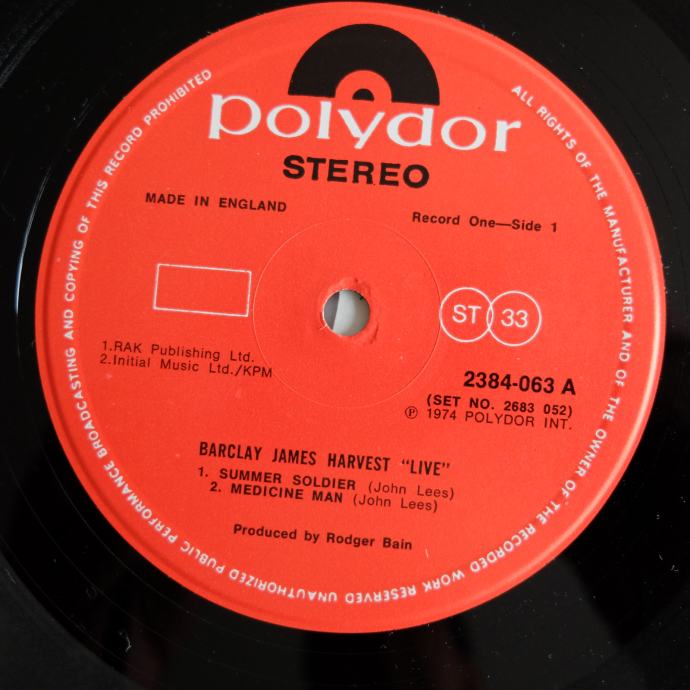 polydor
STEREO
MADE IN ENGLAND
Record One—Side 1
ST 33
1.RAK Publishing Ltd.
2.Initial Music Ltd./KPM
2384-063 A
(SET NO. 2683 052)
℗ 1974 POLYDOR INT.
BARCLAY JAMES HARVEST "LIVE"
1. SUMMER SOLDIER (John Lees)
2. MEDICINE MAN (John Lees)
Produced by Rodger Bain
ALL RIGHTS OF THE MANUFACTURER AND OF THE OWNER OF THE RECORDED WORK RESERVED UNAUTHORIZED PUBLIC PERFORMANCE BROADCASTING AND COPYING OF THIS RECORD PROHIBITED